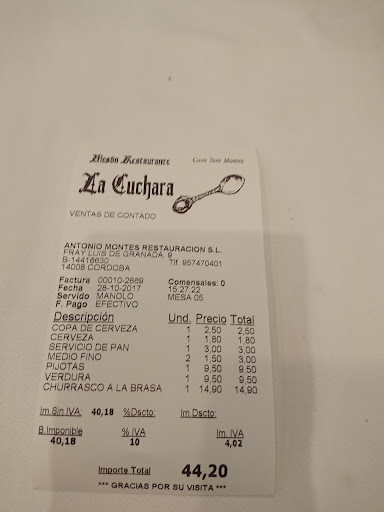 Mesón Restaurante Casa Toni Montes
La Cuchara
VENTAS DE CONTADO
ANTONIO MONTES RESTAURACION S.L.
FRAY LUIS DE GRANADA, 9
B-14416630 Tlf. 957470401
14008 CORDOBA
Factura 00010-2869 Comensales: 0
Fecha 28-10-2017 15:27:22
Servido MANOLO MESA 05
F. Pago EFECTIVO
Descripción Und. Precio Total
COPA DE CERVEZA 1 2,50 2,50
CERVEZA 1 1,80 1,80
SERVICIO DE PAN 1 3,00 3,00
MEDIO FINO 2 1,50 3,00
PIJOTAS 1 9,50 9,50
VERDURA 1 9,50 9,50
CHURRASCO A LA BRASA 1 14,90 14,90
Im Sin IVA: 40,18 %Dscto: Im Dscto:
B.Imponible % IVA Im. IVA
40,18 10 4,02
Importe Total 44,20
*** GRACIAS POR SU VISITA ***